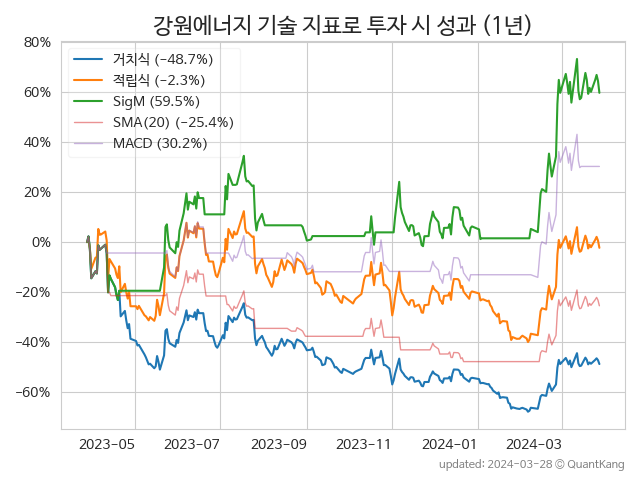 강원에너지 기술 지표로 투자 시 성과 (1년)
80%
60%
40%
20%
0%
−20%
−40%
−60%
거치식 (−48.7%)
적립식 (−2.3%)
SigM (59.5%)
SMA(20) (−25.4%)
MACD (30.2%)
2023-05 2023-07 2023-09 2023-11 2024-01 2024-03
updated: 2024-03-28 © QuantKang